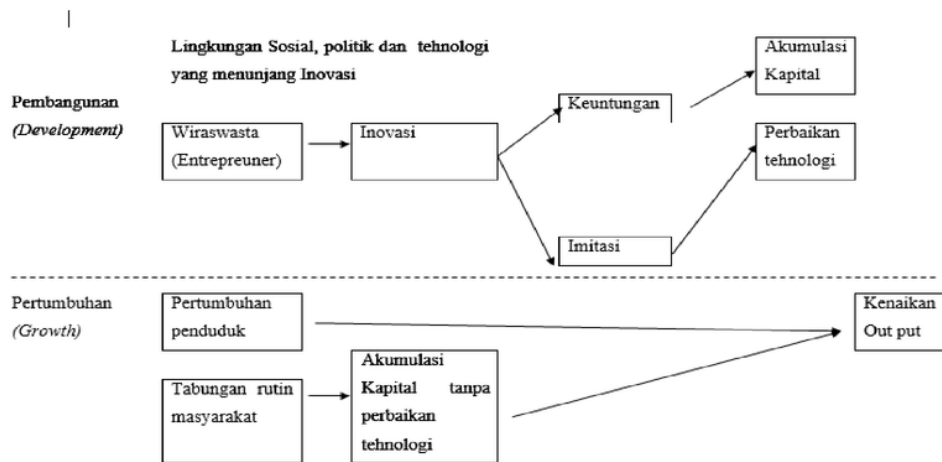 Lingkungan Sosial, politik dan tehnologi
yang menunjang Inovasi
Akumulasi
Kapital
Pembangunan
(Development)
Wiraswasta
(Entrepreuner)
Inovasi
Keuntungan
Perbaikan
tehnologi
Imitasi
Pertumbuhan
(Growth)
Pertumbuhan
penduduk
Kenaikan
Out put
Tabungan rutin
masyarakat
Akumulasi
Kapital tanpa
perbaikan
tehnologi